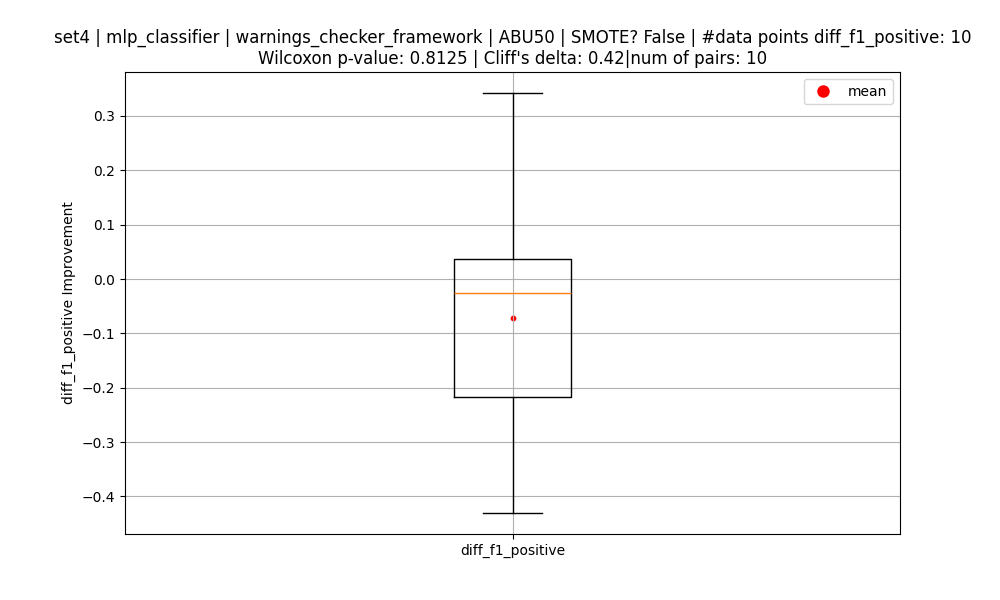 set4 | mlp_classifier | warnings_checker_framework | ABU50 | SMOTE? False | #data points diff_f1_positive: 10
Wilcoxon p-value: 0.8125 | Cliff's delta: 0.42|num of pairs: 10
mean
0.3
0.2
0.1
0.0
−0.1
−0.2
−0.3
−0.4
diff_f1_positive Improvement
diff_f1_positive